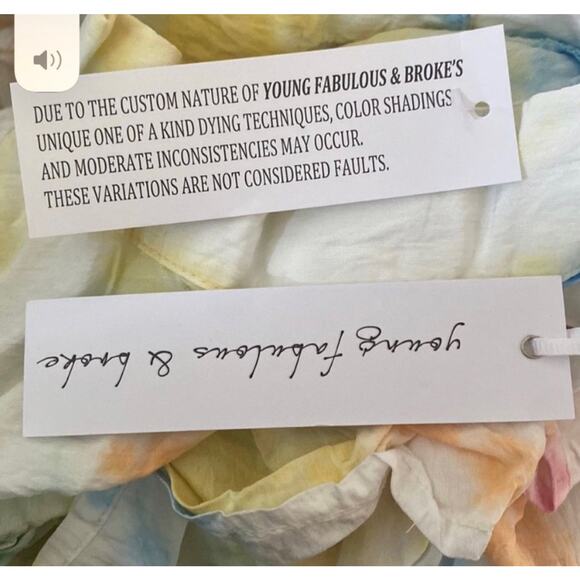 DUE TO THE CUSTOM NATURE OF YOUNG FABULOUS & BROKE'S
UNIQUE ONE OF A KIND DYING TECHNIQUES, COLOR SHADINGS
AND MODERATE INCONSISTENCIES MAY OCCUR.
THESE VARIATIONS ARE NOT CONSIDERED FAULTS.
young fabulous & broke